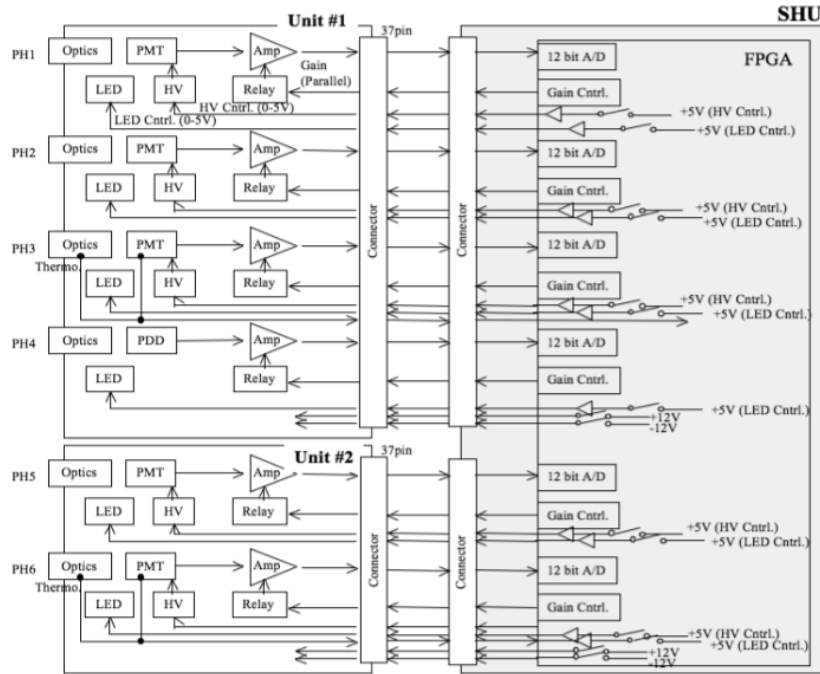 Unit #1
SHU
37pin
FPGA
PH1
Optics
PMT
Amp
Gain
(Parallel)
12 bit A/D
LED
HV
Relay
Gain Cntrl.
HV Cntrl. (0-5V)
LED Cntrl. (0-5V)
+5V (HV Cntrl.)
+5V (LED Cntrl.)
PH2
Optics
PMT
Amp
12 bit A/D
LED
HV
Relay
Gain Cntrl.
+5V (HV Cntrl.)
+5V (LED Cntrl.)
Connector
Connector
PH3
Optics
PMT
Amp
12 bit A/D
Thermo.
LED
HV
Relay
Gain Cntrl.
+5V (HV Cntrl.)
+5V (LED Cntrl.)
PH4
Optics
PDD
Amp
12 bit A/D
LED
Relay
Gain Cntrl.
+5V (LED Cntrl.)
+12V
-12V
Unit #2
37pin
PH5
Optics
PMT
Amp
12 bit A/D
LED
HV
Relay
Gain Cntrl.
+5V (HV Cntrl.)
+5V (LED Cntrl.)
Connector
Connector
PH6
Optics
PMT
Amp
12 bit A/D
Thermo.
LED
HV
Relay
Gain Cntrl.
+5V (HV Cntrl.)
+5V (LED Cntrl.)
+12V
-12V